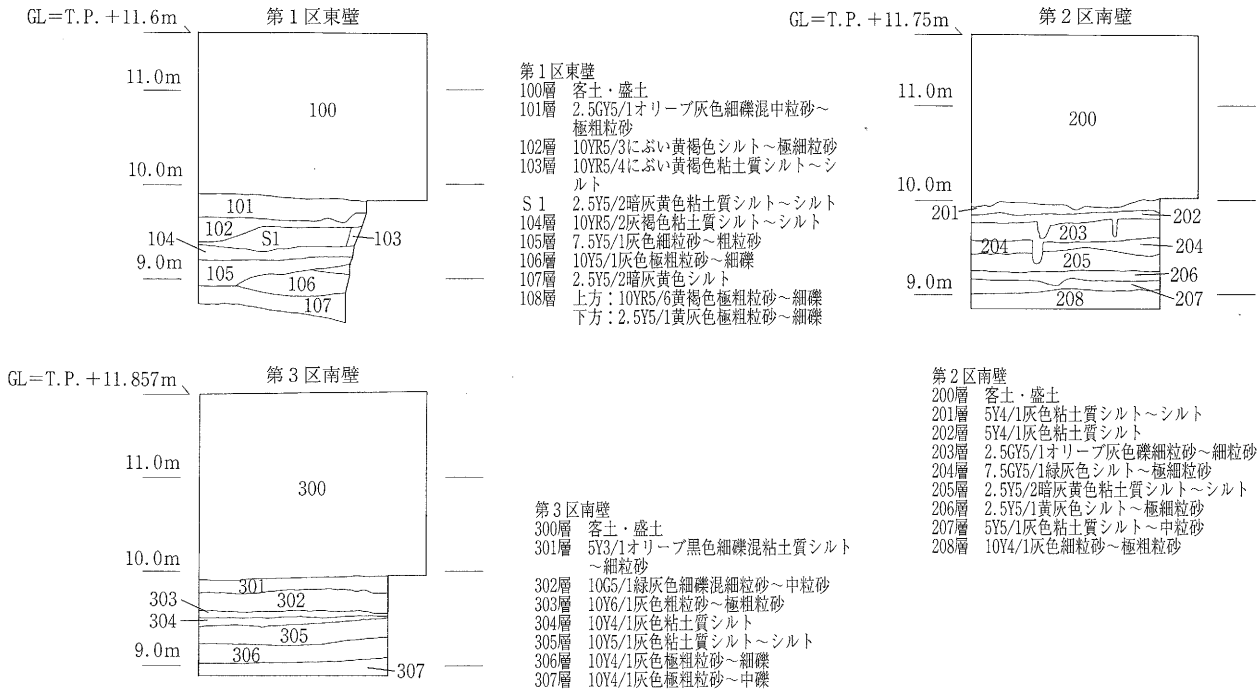 GL=T.P. +11.6m
第1区東壁
11.0m
10.0m
9.0m
100
101
102
S1
103
104
105
106
107
第1区東壁
100層 客土・盛土
101層 2.5GY5/1オリーブ灰色細礫混中粒砂～
極粗粒砂
102層 10YR5/3にぶい黄褐色シルト～極細粒砂
103層 10YR5/4にぶい黄褐色粘土質シルト～シ
ルト
S1 2.5Y5/2暗灰黄色粘土質シルト～シルト
104層 10YR5/2灰褐色粘土質シルト～シルト
105層 7.5Y5/1灰色細粒砂～粗粒砂
106層 10Y5/1灰色極粗粒砂～細礫
107層 2.5Y5/2暗灰黄色シルト
108層 上方：10YR5/6黄褐色極粗粒砂～細礫
下方：2.5Y5/1黄灰色極粗粒砂～細礫
GL=T.P. +11.75m
第2区南壁
11.0m
10.0m
9.0m
200
201
202
203
204
204
205
206
207
208
第2区南壁
200層 客土・盛土
201層 5Y4/1灰色粘土質シルト～シルト
202層 5Y4/1灰色粘土質シルト
203層 2.5GY5/1オリーブ灰色礫細粒砂～細粒砂
204層 7.5GY5/1緑灰色シルト～極細粒砂
205層 2.5Y5/2暗灰黄色粘土質シルト～シルト
206層 2.5Y5/1黄灰色シルト～極細粒砂
207層 5Y5/1灰色粘土質シルト～中粒砂
208層 10Y4/1灰色細粒砂～極粗粒砂
GL=T.P. +11.857m
第3区南壁
11.0m
10.0m
9.0m
300
301
302
303
304
305
306
307
第3区南壁
300層 客土・盛土
301層 5Y3/1オリーブ黒色細礫混粘土質シルト
～細粒砂
302層 10G5/1緑灰色細礫混細粒砂～中粒砂
303層 10Y6/1灰色粗粒砂～極粗粒砂
304層 10Y4/1灰色粘土質シルト
305層 10Y5/1灰色粘土質シルト～シルト
306層 10Y4/1灰色極粗粒砂～細礫
307層 10Y4/1灰色極粗粒砂～中礫